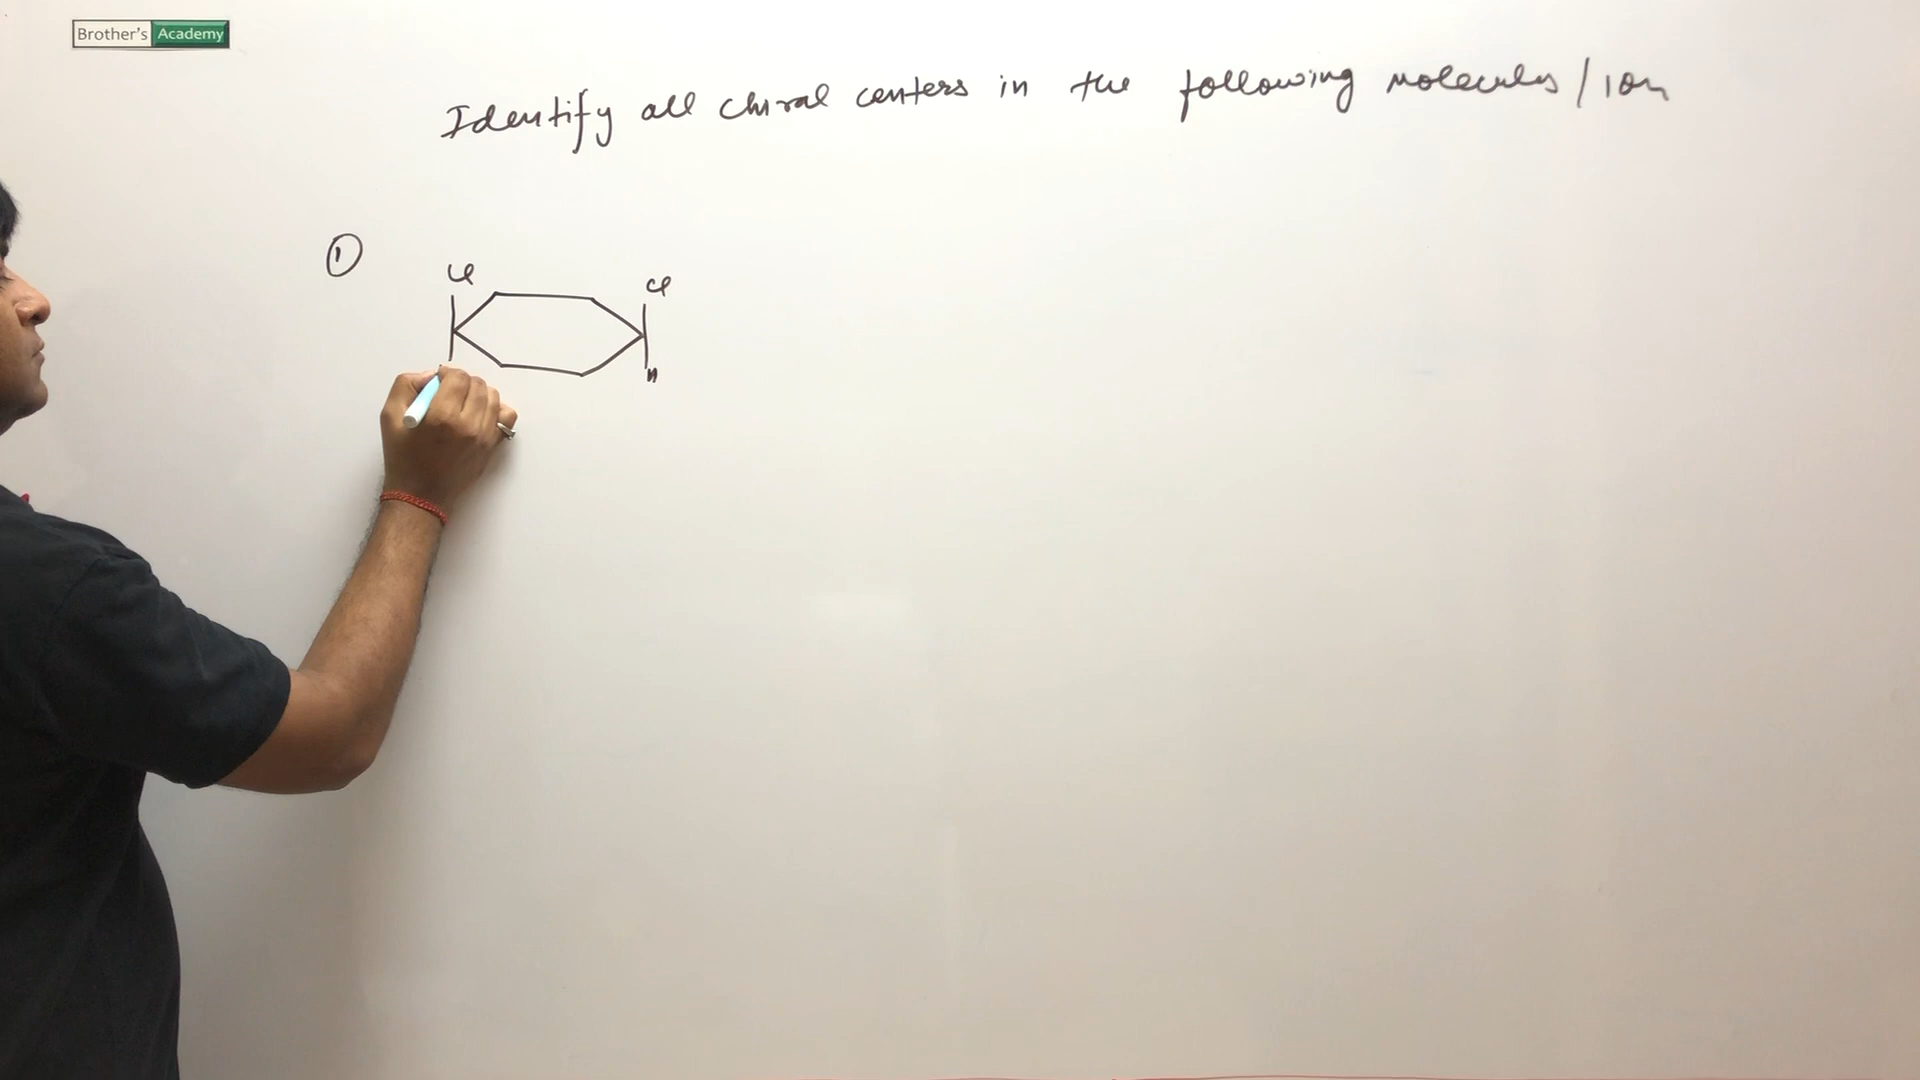 Brother's Academy
Identify all chiral centers in the following molecules / ion
①
Cl Cl
H